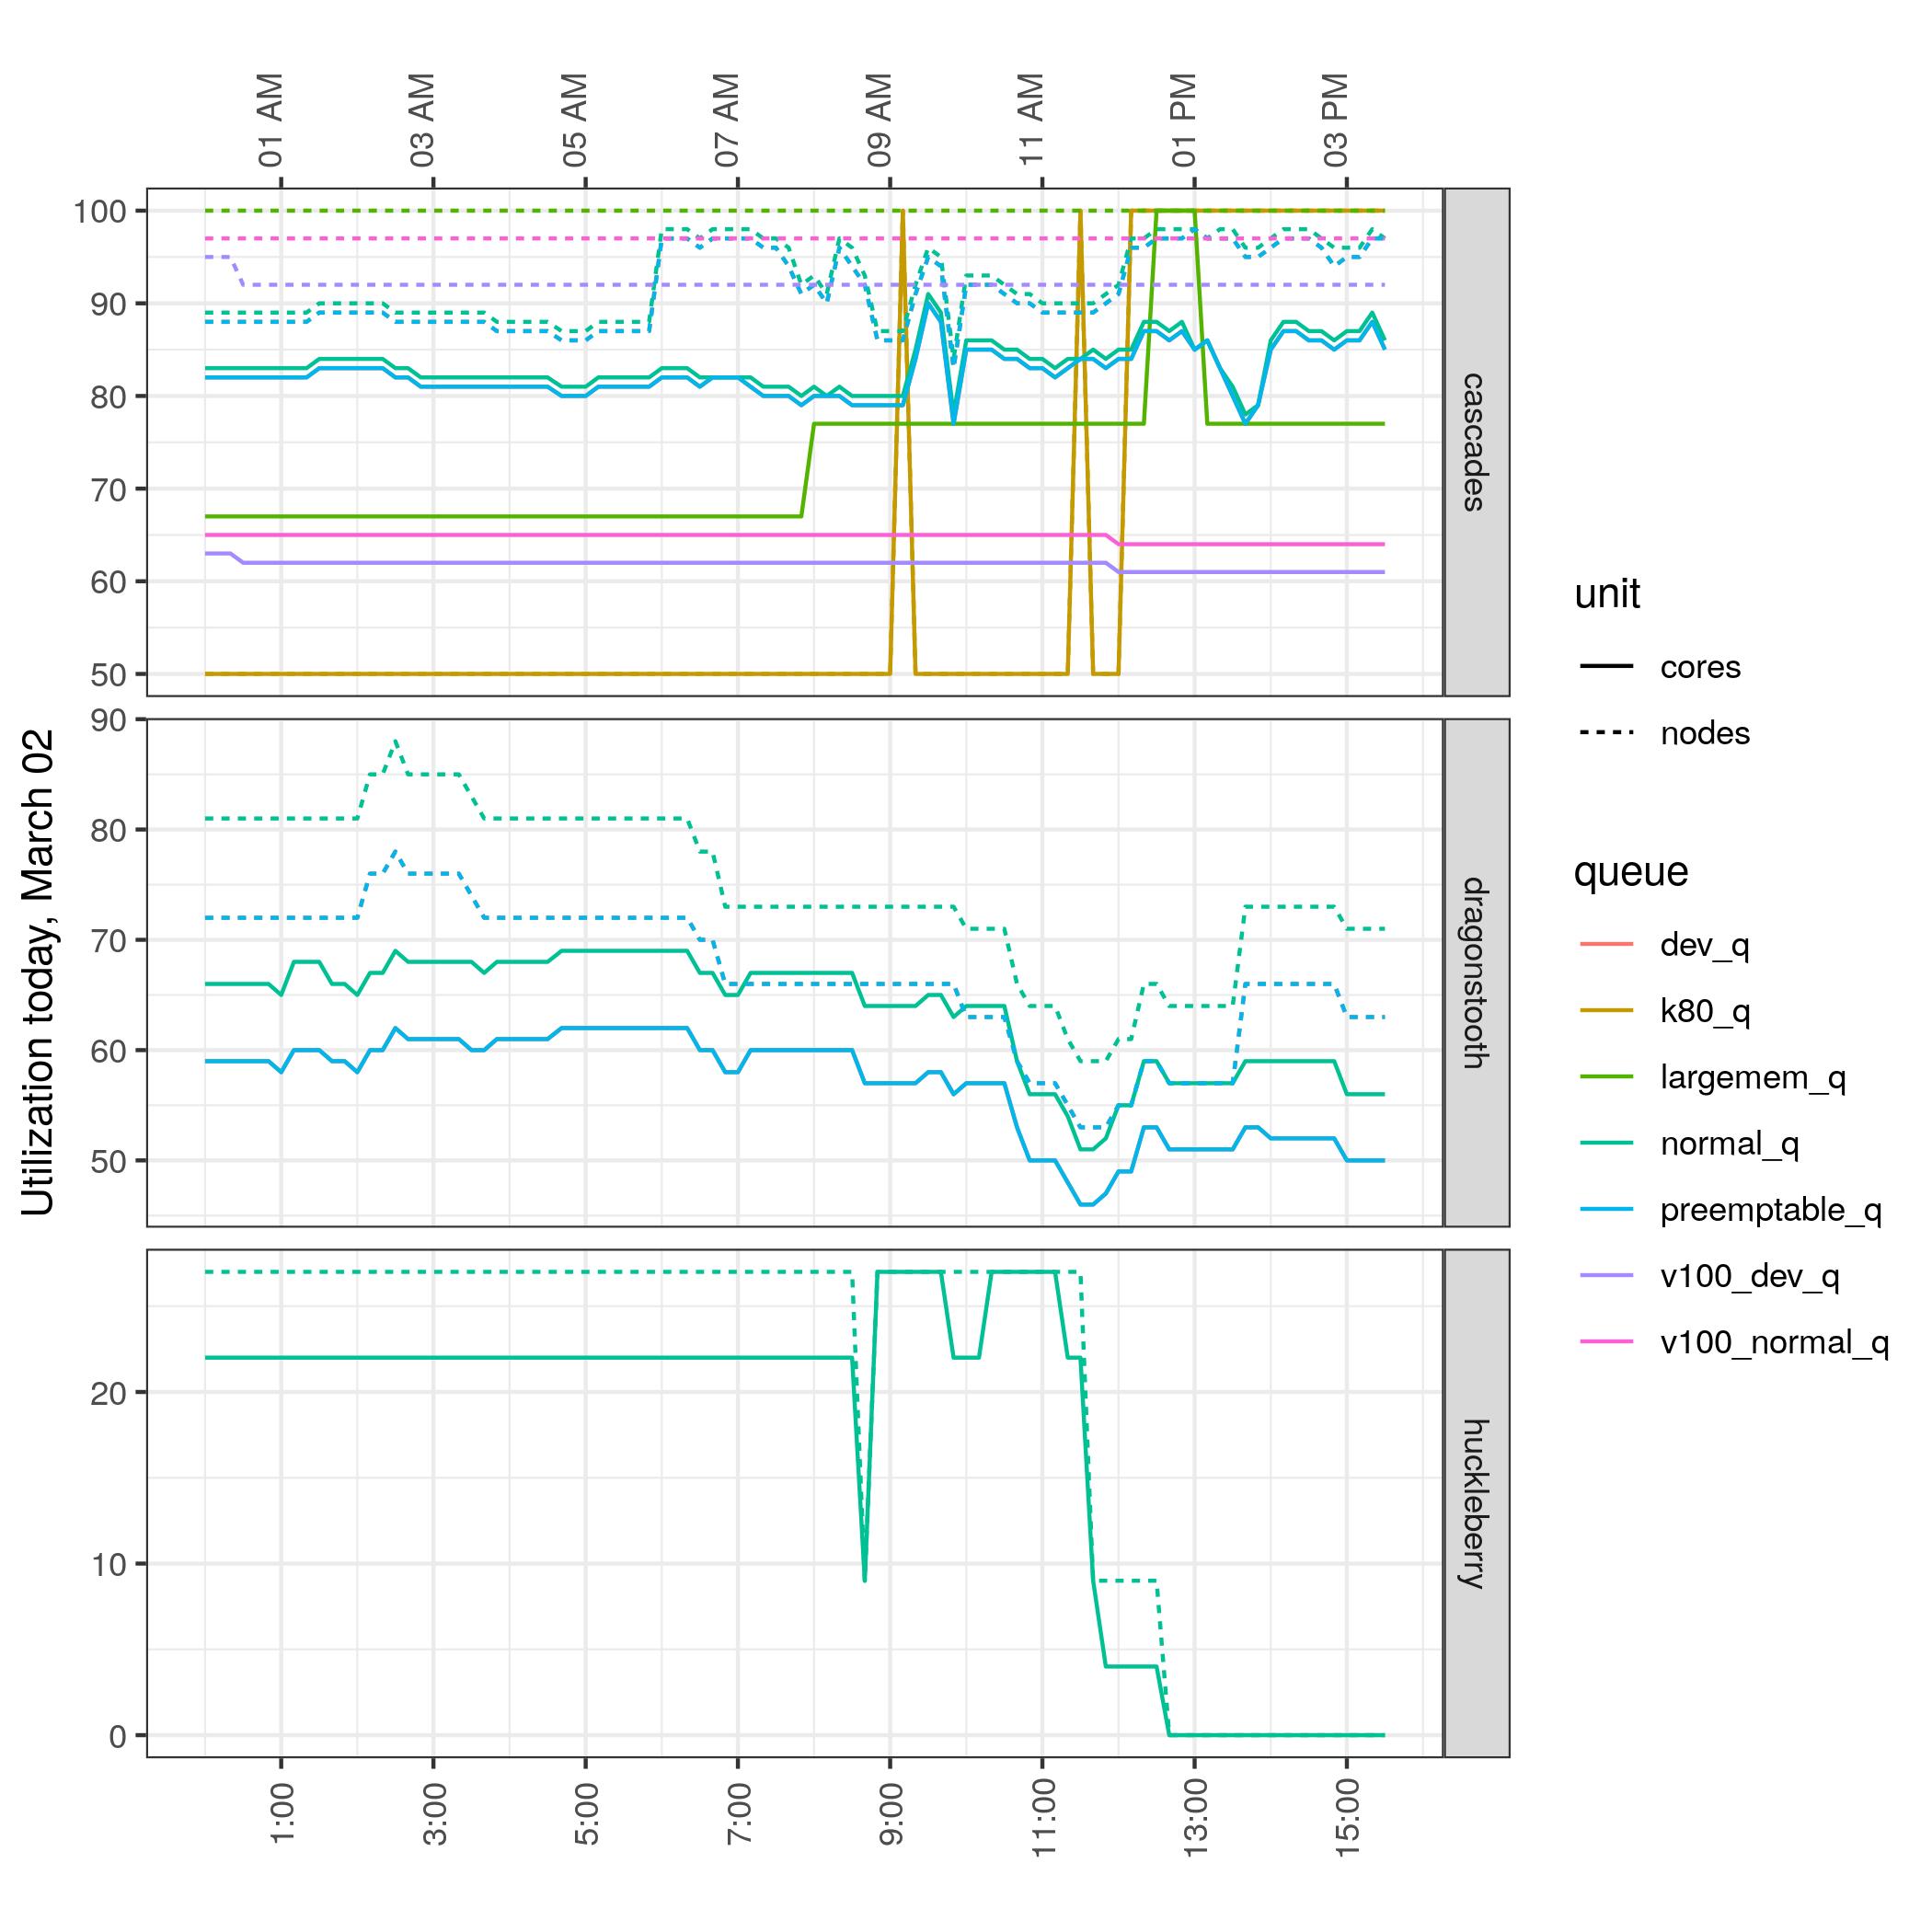 01 AM
03 AM
05 AM
07 AM
09 AM
11 AM
01 PM
03 PM
Utilization today, March 02
100
90
80
70
60
50
cascades
90
80
70
60
50
dragonstooth
20
10
0
huckleberry
1:00
3:00
5:00
7:00
9:00
11:00
13:00
15:00
unit
cores
nodes
queue
dev_q
k80_q
largemem_q
normal_q
preemptable_q
v100_dev_q
v100_normal_q